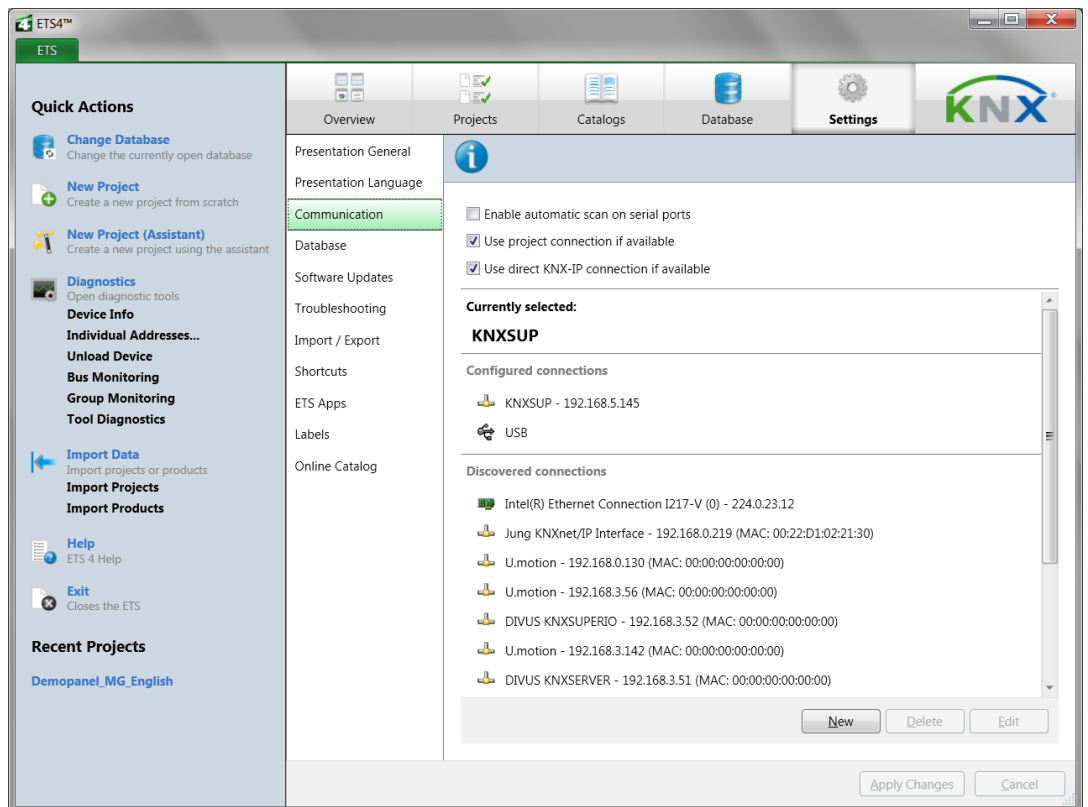 ETS4™
ETS
Quick Actions
Change Database
Change the currently open database
New Project
Create a new project from scratch
New Project (Assistant)
Create a new project using the assistant
Diagnostics
Open diagnostic tools
Device Info
Individual Addresses...
Unload Device
Bus Monitoring
Group Monitoring
Tool Diagnostics
Import Data
Import projects or products
Import Projects
Import Products
Help
ETS 4 Help
Exit
Closes the ETS
Recent Projects
Demopanel_MG_English
Overview
Projects
Catalogs
Database
Settings
KNX®
Presentation General
Presentation Language
Communication
Database
Software Updates
Troubleshooting
Import / Export
Shortcuts
ETS Apps
Labels
Online Catalog
Enable automatic scan on serial ports
Use project connection if available
Use direct KNX-IP connection if available
Currently selected:
KNXSUP
Configured connections
KNXSUP - 192.168.5.145
USB
Discovered connections
Intel(R) Ethernet Connection I217-V (0) - 224.0.23.12
Jung KNXnet/IP Interface - 192.168.0.219 (MAC: 00:22:D1:02:21:30)
U.motion - 192.168.0.130 (MAC: 00:00:00:00:00:00)
U.motion - 192.168.3.56 (MAC: 00:00:00:00:00:00)
DIVUS KNXSUPERIO - 192.168.3.52 (MAC: 00:00:00:00:00:00)
U.motion - 192.168.3.142 (MAC: 00:00:00:00:00:00)
DIVUS KNXSERVER - 192.168.3.51 (MAC: 00:00:00:00:00:00)
New
Delete
Edit
Apply Changes
Cancel